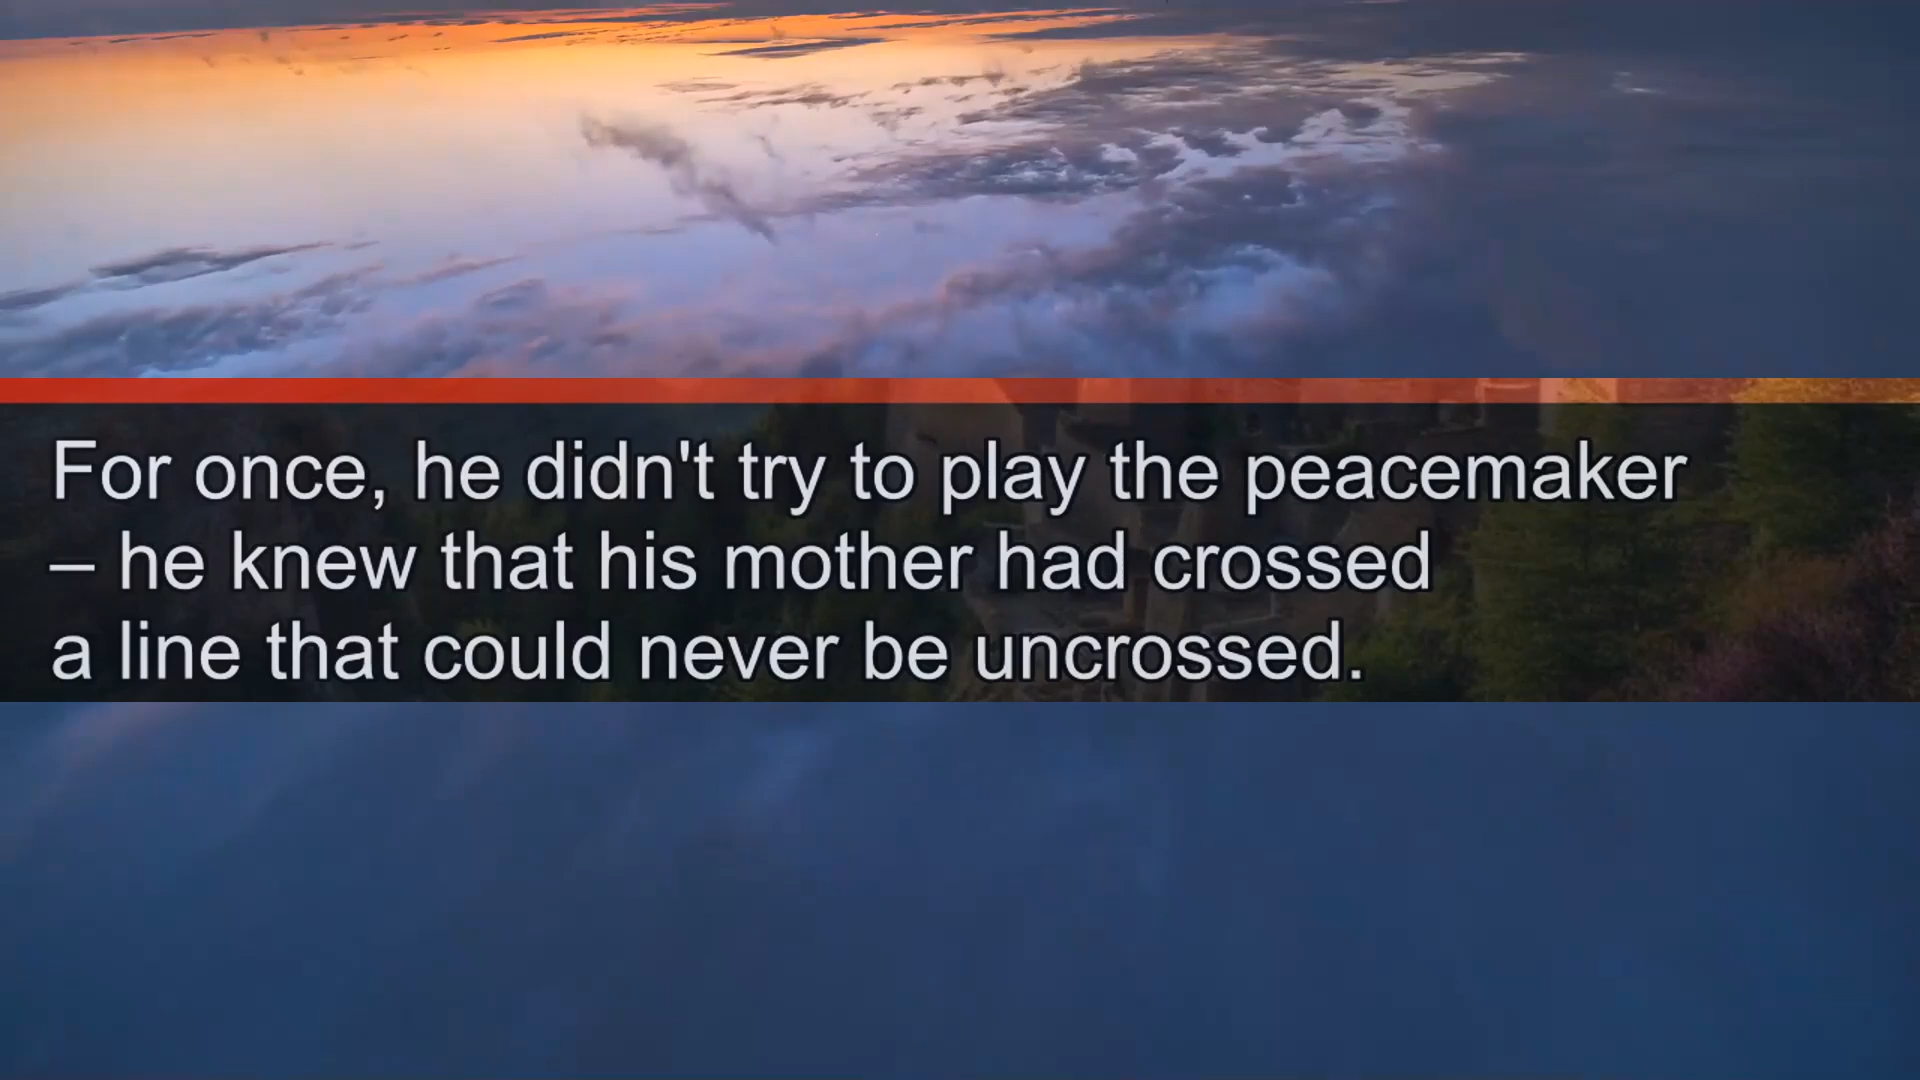 For once, he didn't try to play the peacemaker
– he knew that his mother had crossed
a line that could never be uncrossed.